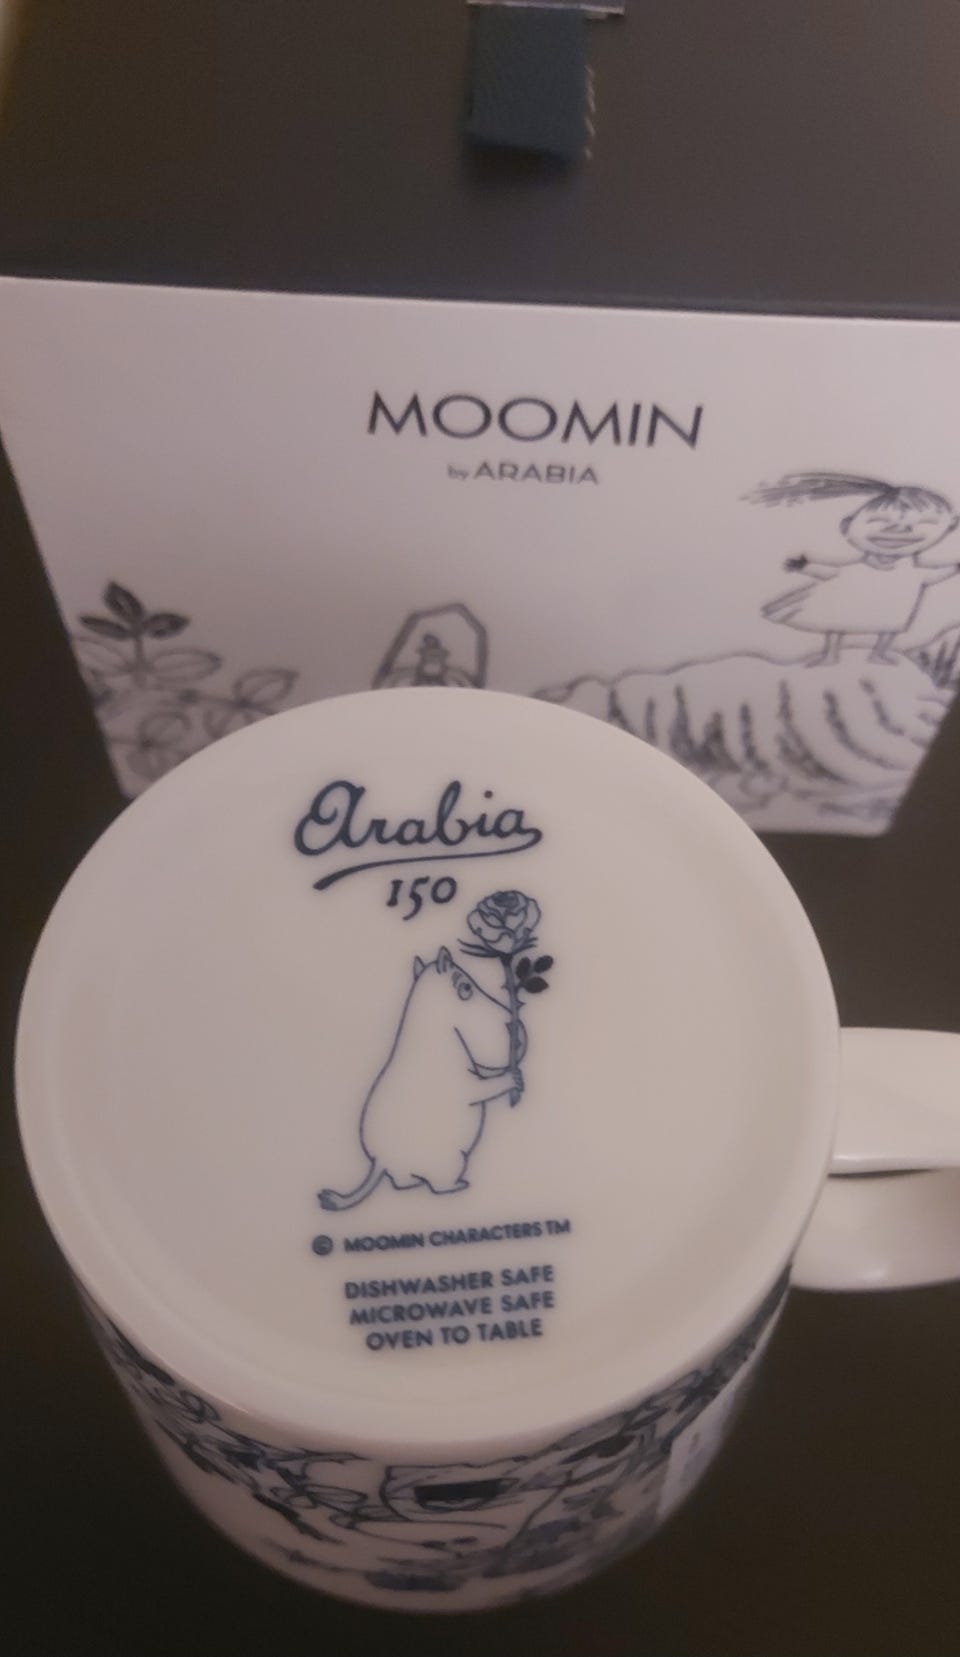 MOOMIN
by ARABIA
Arabia
150
© MOOMIN CHARACTERS TM
DISHWASHER SAFE
MICROWAVE SAFE
OVEN TO TABLE